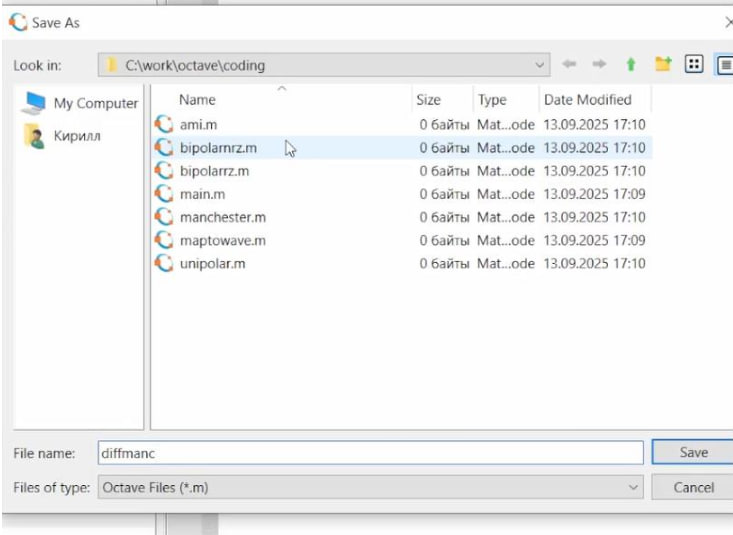 Save As
Look in: C:\work\octave\coding
My Computer
Кирилл
Name Size Type Date Modified
ami.m 0 байты Mat...ode 13.09.2025 17:10
bipolarnrz.m 0 байты Mat...ode 13.09.2025 17:10
bipolarrz.m 0 байты Mat...ode 13.09.2025 17:10
main.m 0 байты Mat...ode 13.09.2025 17:09
manchester.m 0 байты Mat...ode 13.09.2025 17:10
maptowave.m 0 байты Mat...ode 13.09.2025 17:09
unipolar.m 0 байты Mat...ode 13.09.2025 17:10
File name: diffmanc Save
Files of type: Octave Files (*.m) Cancel